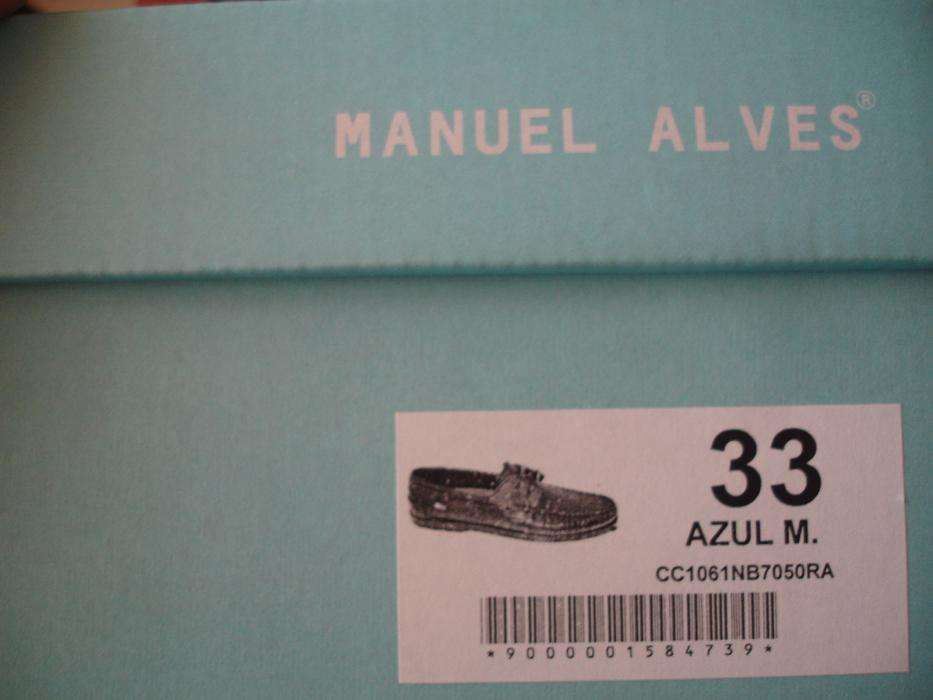 MANUEL ALVES®
33
AZUL M.
CC1061NB7050RA
*9000001584739*